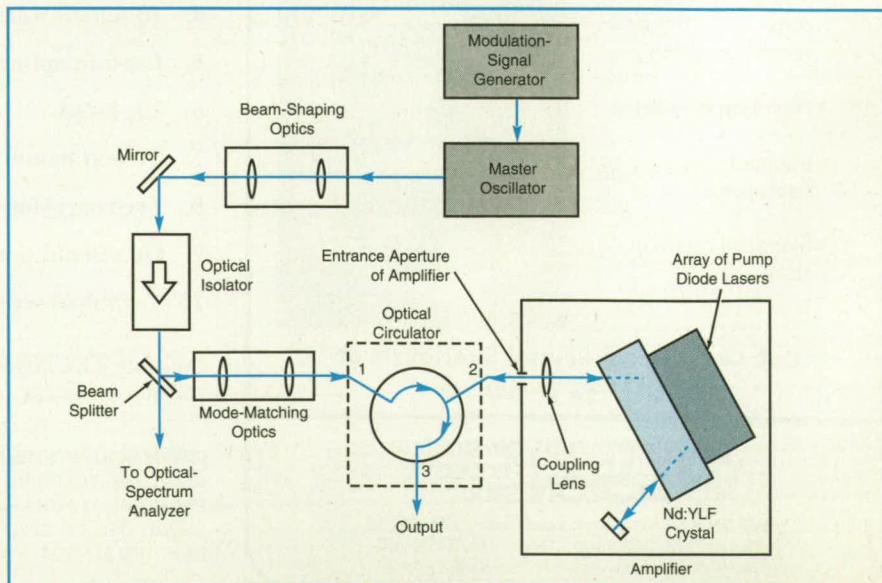 Modulation-
Signal
Generator
Beam-Shaping
Optics
Mirror
Master
Oscillator
Optical
Isolator
Entrance Aperture
of Amplifier
Array of Pump
Diode Lasers
Optical
Circulator
1
2
3
Beam
Splitter
Mode-Matching
Optics
Coupling
Lens
To Optical-
Spectrum
Analyzer
Output
Nd:YLF
Crystal
Amplifier